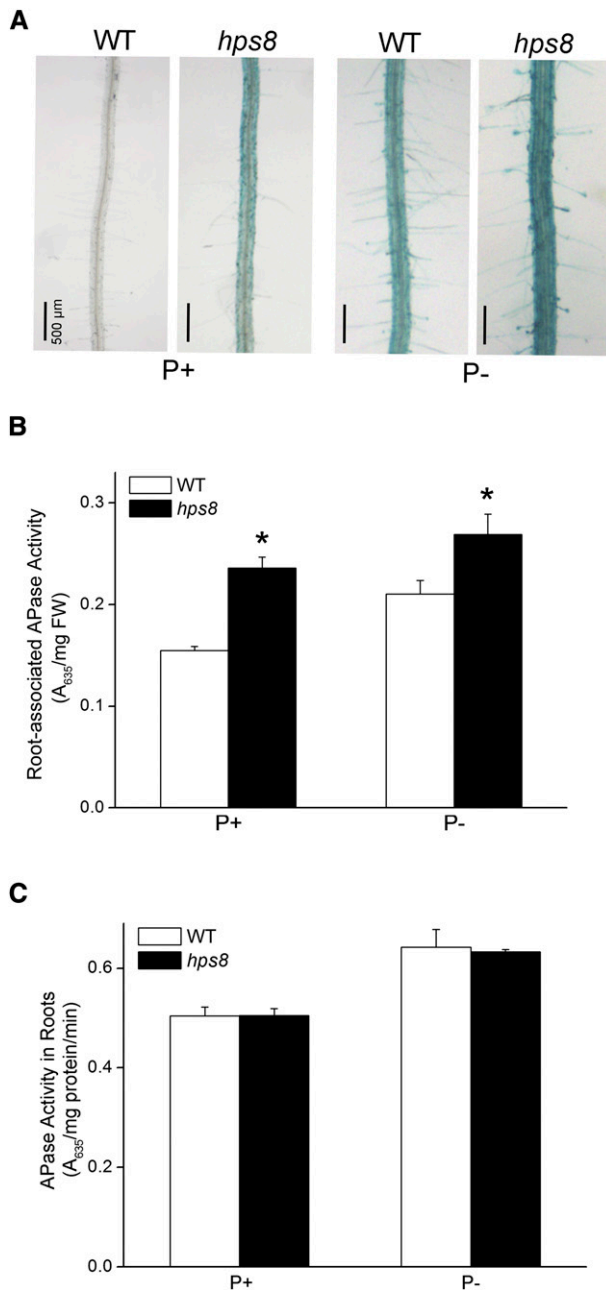 A
WT hps8 WT hps8
500 μm
P+ P-
B
WT
hps8
Root-associated APase Activity
(A635/mg FW)
0.3
0.2
0.1
0.0
* *
P+ P-
C
WT
hps8
APase Activity in Roots
(A635/mg protein/min)
0.6
0.4
0.2
0.0
P+ P-